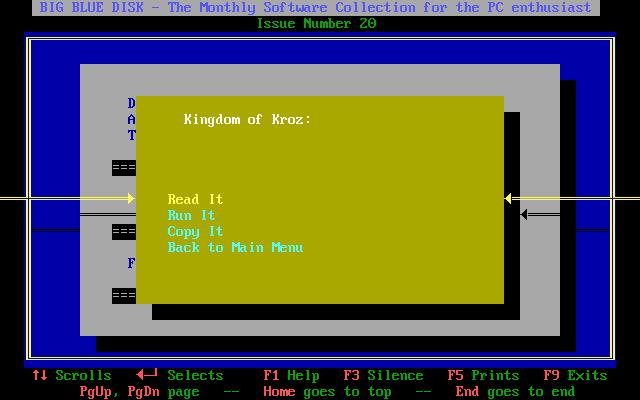 BIG BLUE DISK - The Monthly Software Collection for the PC enthusiast
Issue Number 20
D
A
T
Kingdom of Kroz:
===
Read It
Run It
===
Copy It
Back to Main Menu
F
===
↑↓ Scrolls ◄─┘ Selects F1 Help F3 Silence F5 Prints F9 Exits
PgUp, PgDn page -- Home goes to top -- End goes to end